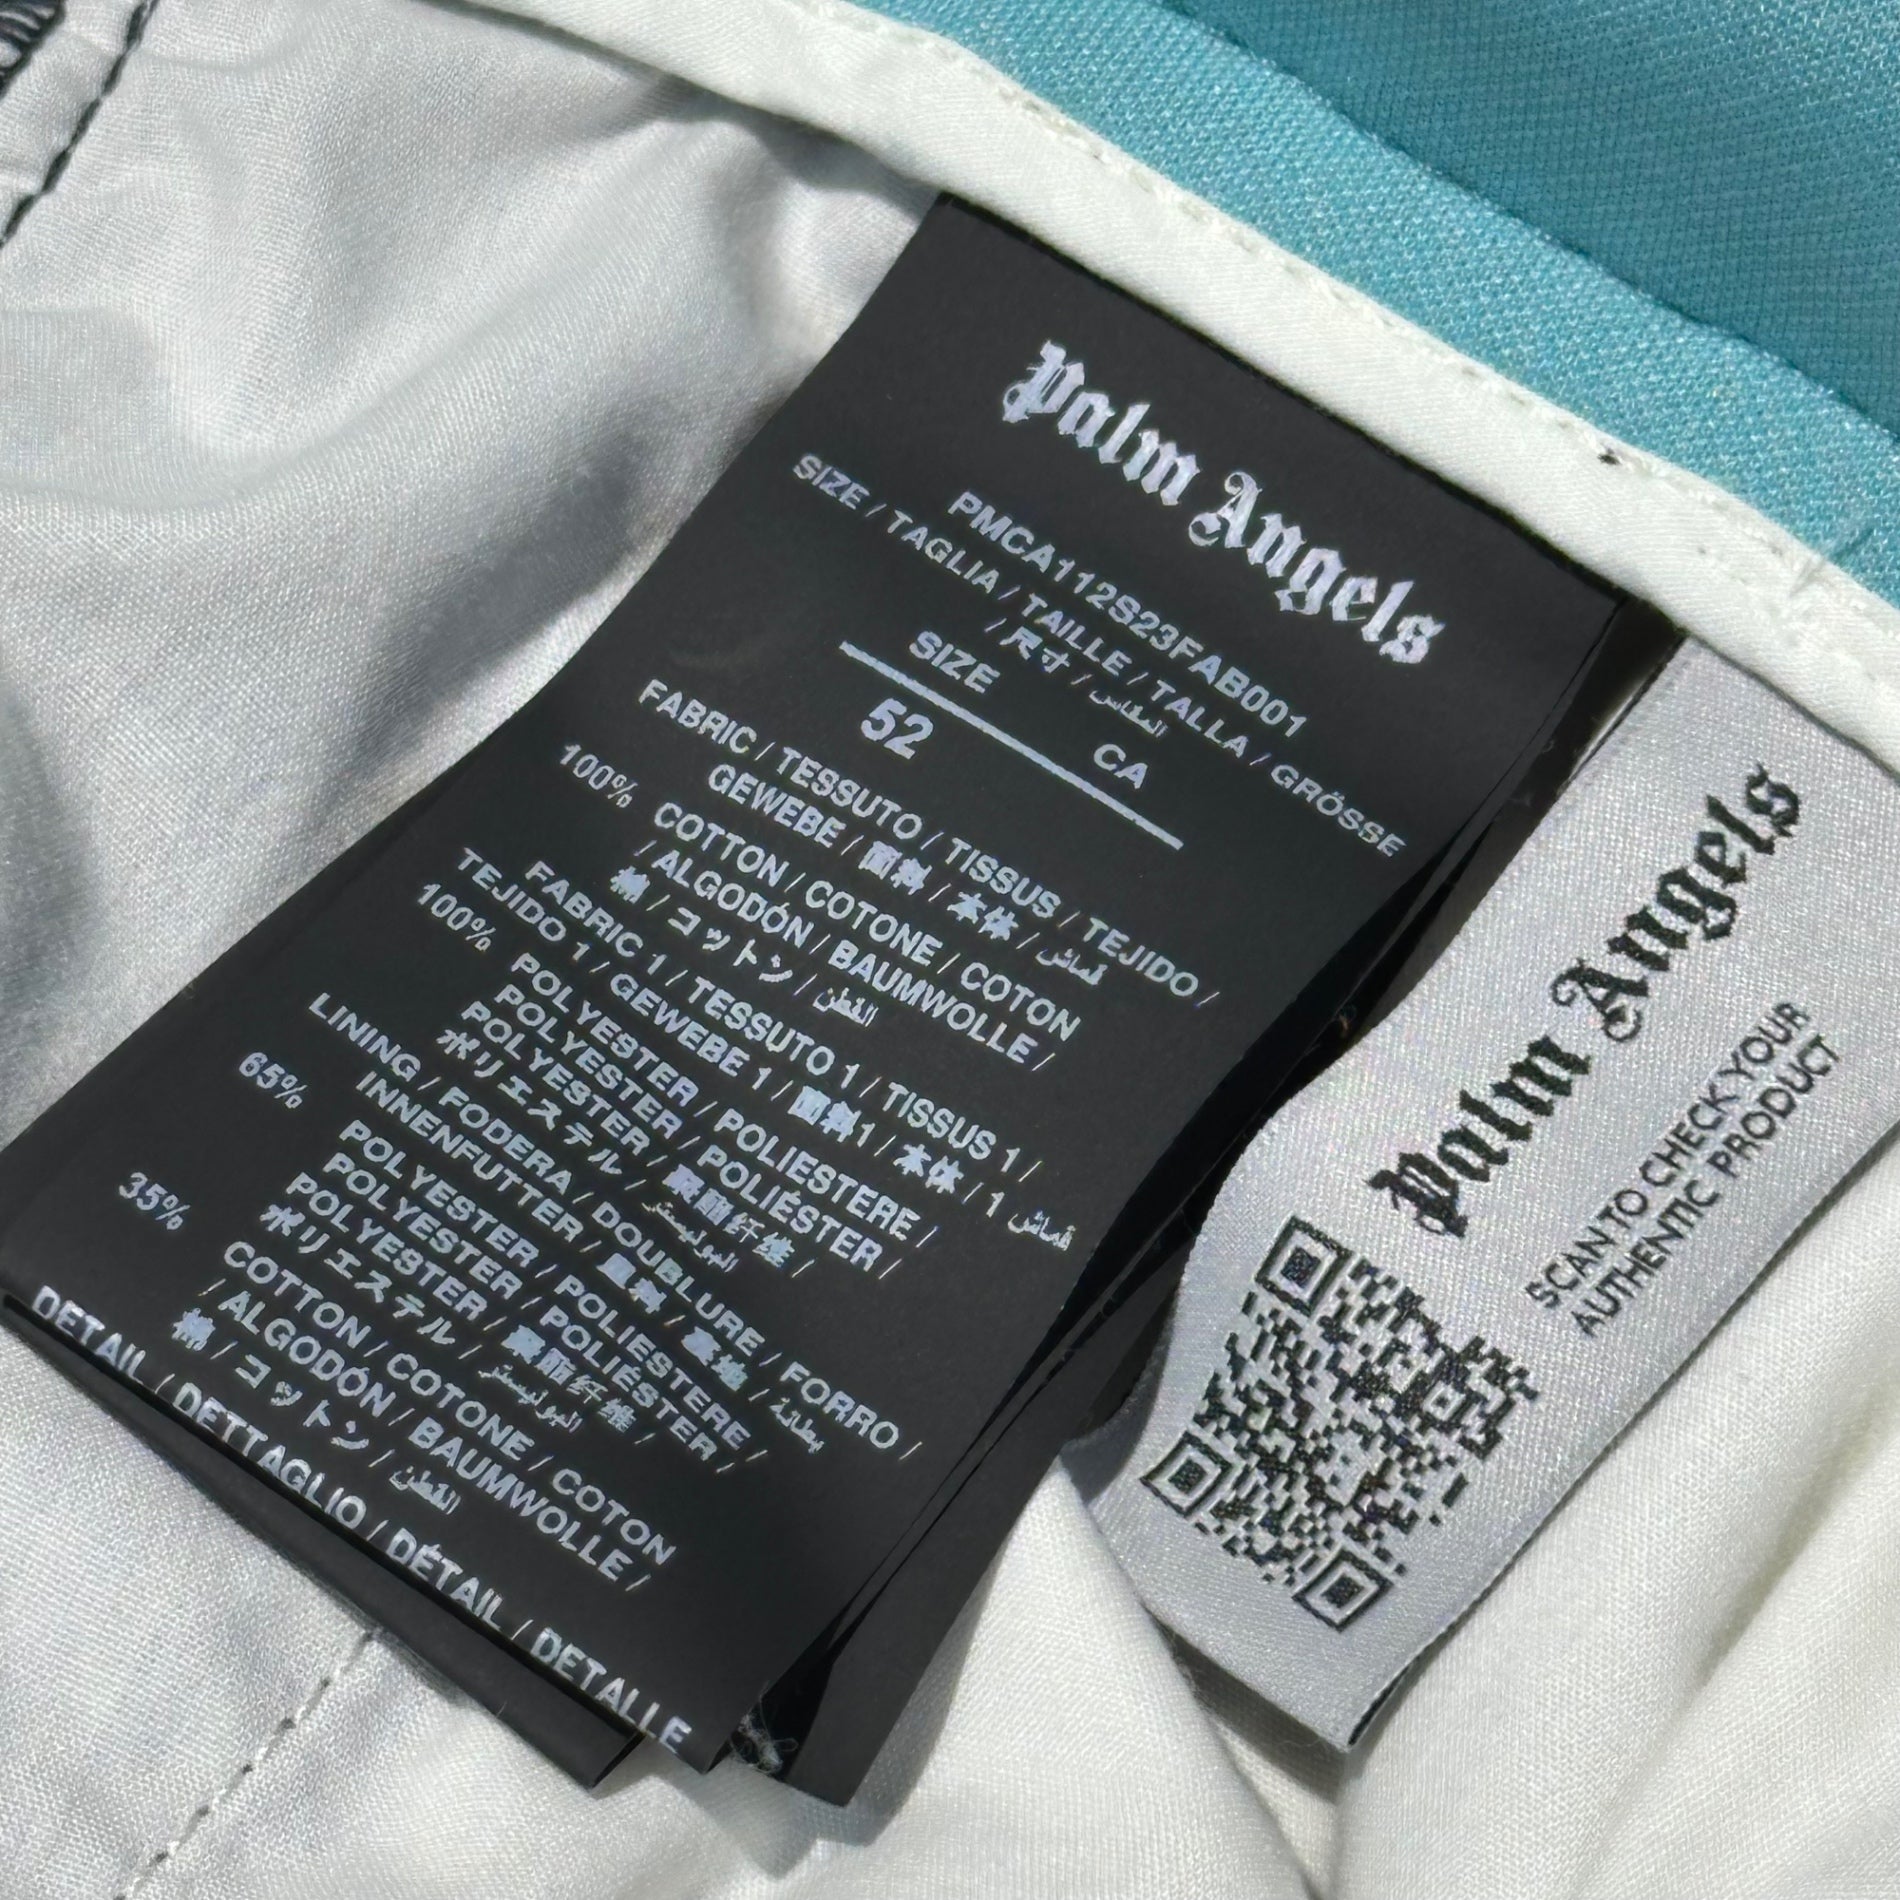 Palm Angels
PMCA112S23FAB001
SIZE / TAGLIA / TAILLE / TALLA / GRÖSSE
/ 尺寸 / المقاس
SIZE CA
52
FABRIC / TESSUTO / TISSUS / TEJIDO /
GEWEBE / 面料 / 本体 / قماش
100% COTTON / COTONE / COTON
/ ALGODÓN / BAUMWOLLE /
棉 / コットン / القطن
FABRIC 1 / TESSUTO 1 / TISSUS 1 /
TEJIDO 1 / GEWEBE 1 / 面料1 / 本体 1 / قماش
100% POLYESTER / POLIESTERE /
POLYESTER / POLIÉSTER /
POLYESTER / 聚酯纤维 /
ポリエステル / البوليستر
LINING / FODERA / DOUBLURE / FORRO /
INNENFUTTER / 里料 / 裏地 / بطانة
65% POLYESTER / POLIESTERE /
POLYESTER / POLIÉSTER /
POLYESTER / 聚酯纤维 /
ポリエステル / البوليستر
35% COTTON / COTONE / COTON
/ ALGODÓN / BAUMWOLLE /
棉 / コットン / القطن
DETAIL / DETTAGLIO / DÉTAIL / DETALLE
Palm Angels
SCAN TO CHECK YOUR
AUTHENTIC PRODUCT